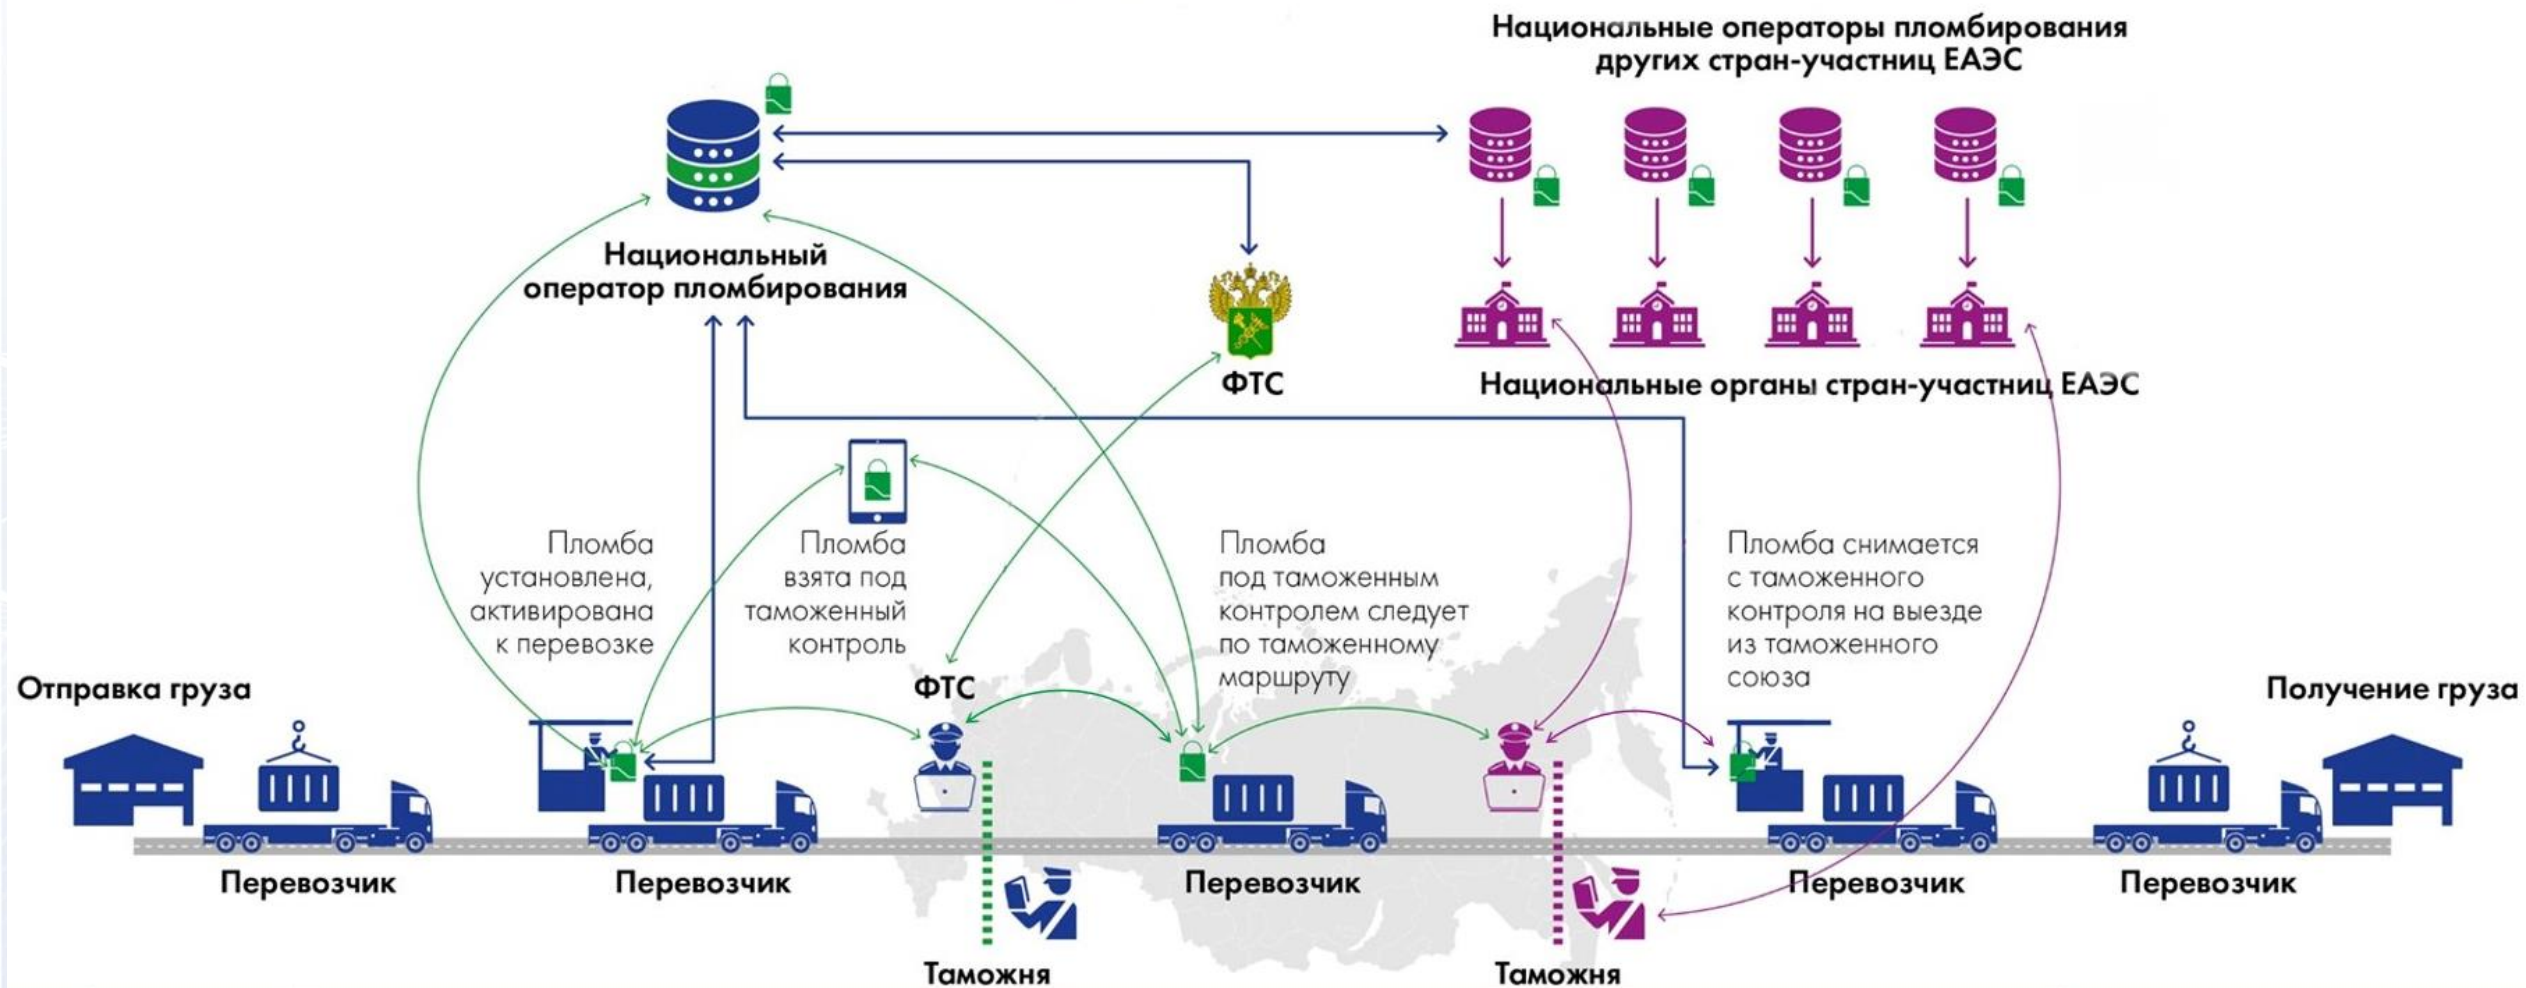 Национальные операторы пломбирования
других стран-участниц ЕАЭС
Национальный
оператор пломбирования
ФТС
Национальные органы стран-участниц ЕАЭС
Пломба
установлена,
активирована
к перевозке
Пломба
взята под
таможенный
контроль
Пломба
под таможенным
контролем следует
по таможенному
маршруту
Пломба снимается
с таможенного
контроля на выезде
из таможенного
союза
Отправка груза
ФТС
Получение груза
Перевозчик
Перевозчик
Перевозчик
Перевозчик
Перевозчик
Таможня
Таможня